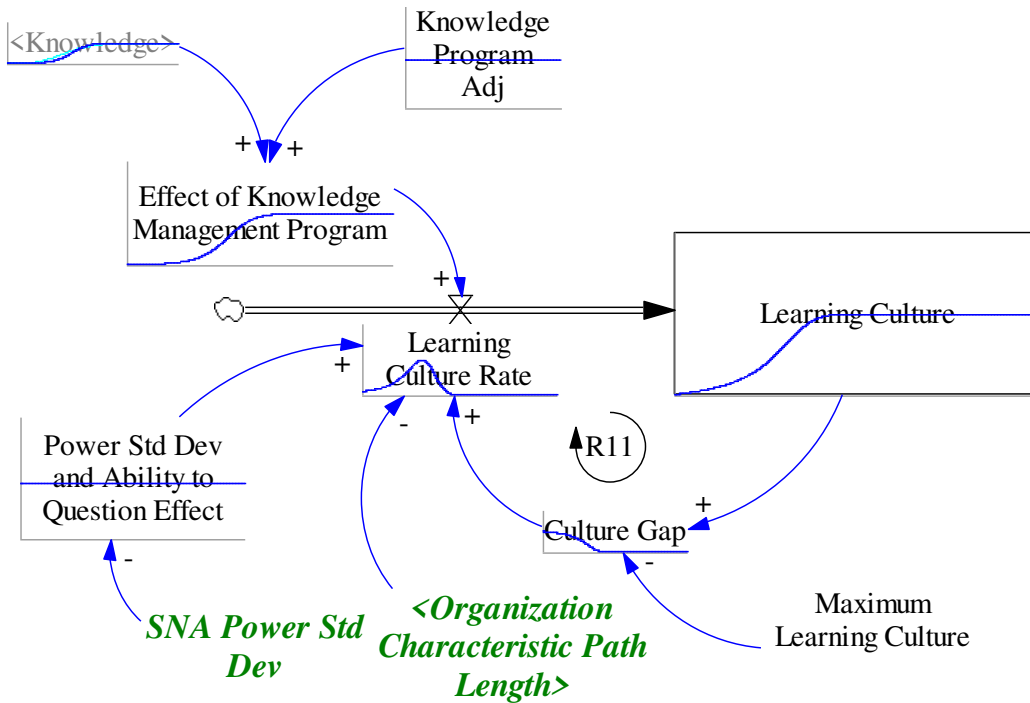 <Knowledge>
Knowledge
Program
Adj
+
+
Effect of Knowledge
Management Program
+
Learning Culture
Learning
Culture Rate
+
-
+
R11
Power Std Dev
and Ability to
Question Effect
+
Culture Gap
-
-
SNA Power Std
Dev
<Organization
Characteristic Path
Length>
Maximum
Learning Culture